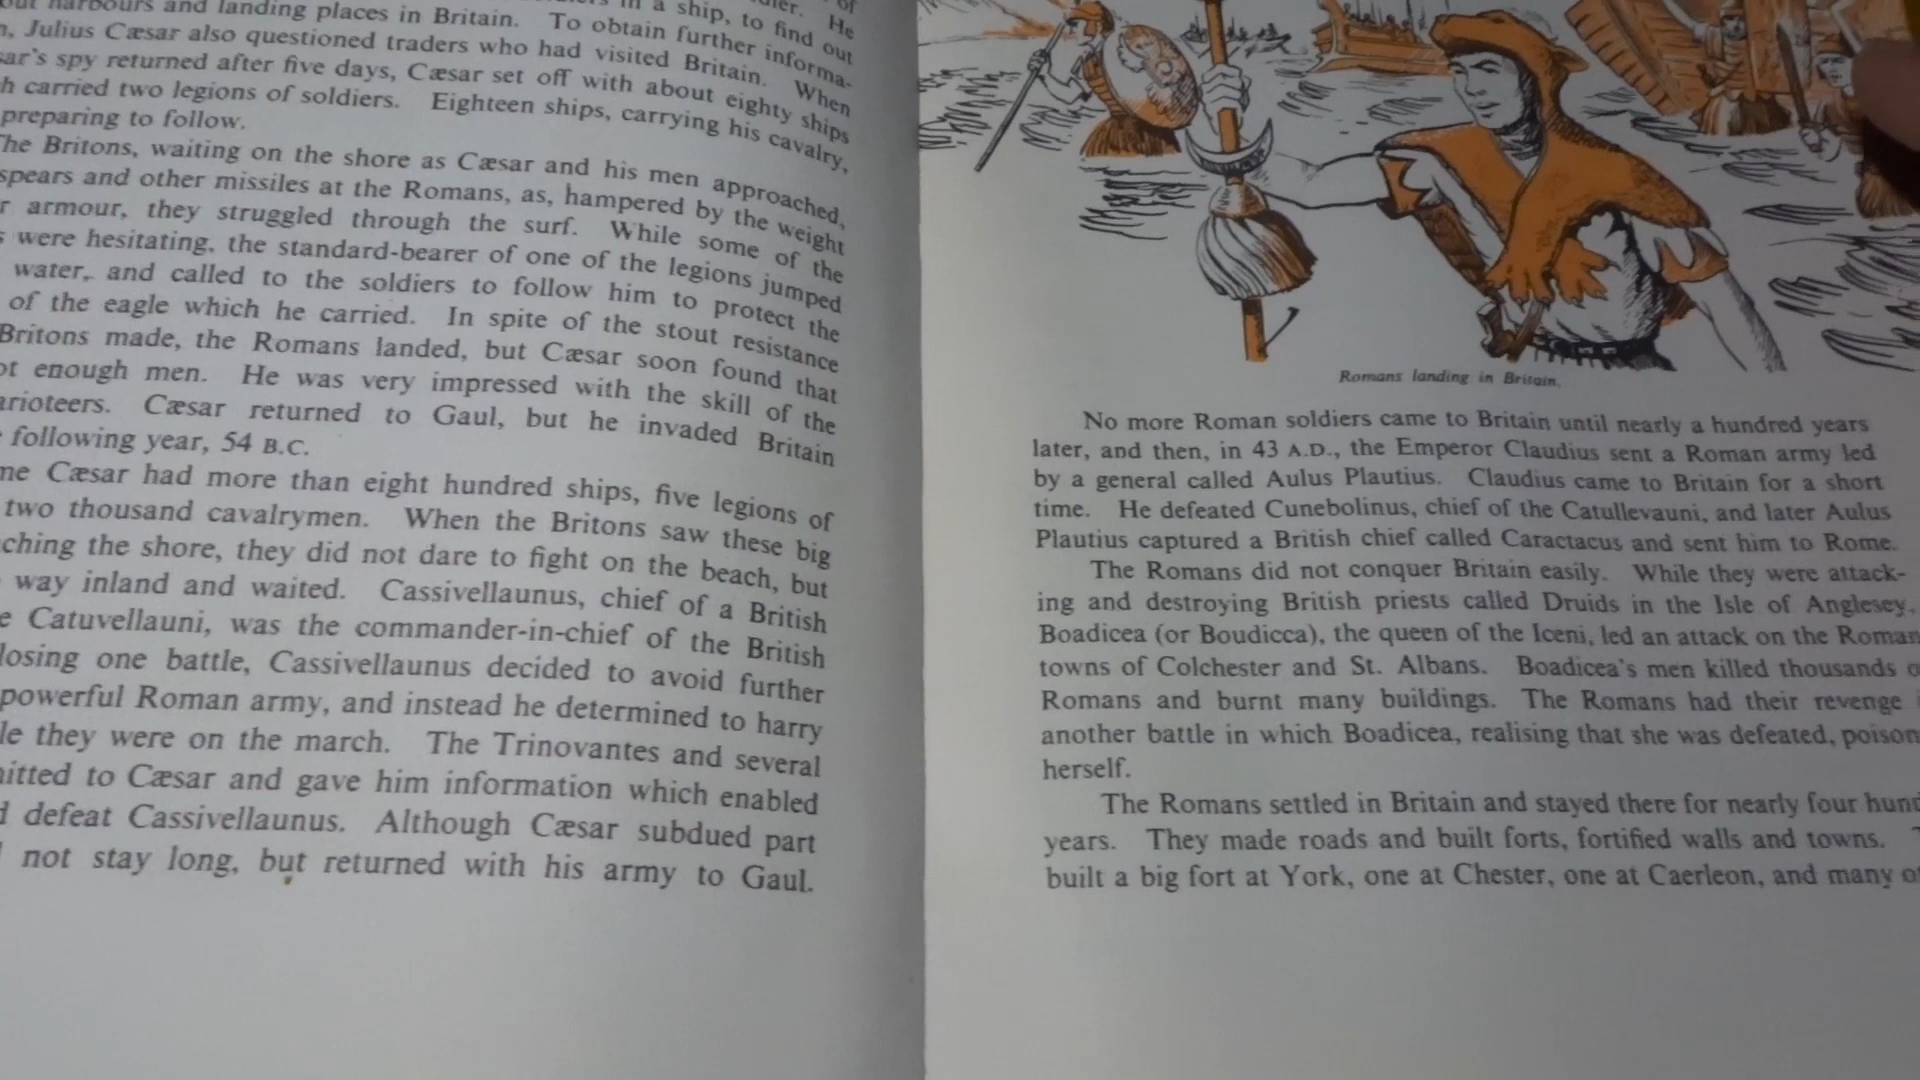 out harbours and landing places in Britain. To obtain further informa-
Julius Cæsar also questioned traders who had visited Britain. When
spy returned after five days, Cæsar set off with about eighty ships
carried two legions of soldiers. Eighteen ships, carrying his cavalry,
preparing to follow.
The Britons, waiting on the shore as Cæsar and his men approached,
spears and other missiles at the Romans, as, hampered by the weight
armour, they struggled through the surf. While some of the
were hesitating, the standard-bearer of one of the legions jumped
water, and called to the soldiers to follow him to protect the
of the eagle which he carried. In spite of the stout resistance
Britons made, the Romans landed, but Cæsar soon found that
enough men. He was very impressed with the skill of the
Cæsar returned to Gaul, but he invaded Britain
following year, 54 B.C.
Cæsar had more than eight hundred ships, five legions of
two thousand cavalrymen. When the Britons saw these big
the shore, they did not dare to fight on the beach, but
way inland and waited. Cassivellaunus, chief of a British
Catuvellauni, was the commander-in-chief of the British
losing one battle, Cassivellaunus decided to avoid further
powerful Roman army, and instead he determined to harry
they were on the march. The Trinovantes and several
to Cæsar and gave him information which enabled
defeat Cassivellaunus. Although Cæsar subdued part
not stay long, but returned with his army to Gaul.
Romans landing in Britain.
No more Roman soldiers came to Britain until nearly a hundred years
later, and then, in 43 A.D., the Emperor Claudius sent a Roman army led
by a general called Aulus Plautius. Claudius came to Britain for a short
time. He defeated Cunebolinus, chief of the Catullevauni, and later Aulus
Plautius captured a British chief called Caractacus and sent him to Rome.
The Romans did not conquer Britain easily. While they were attack-
ing and destroying British priests called Druids in the Isle of Anglesey,
Boadicea (or Boudicca), the queen of the Iceni, led an attack on the Roman
towns of Colchester and St. Albans. Boadicea's men killed thousands
Romans and burnt many buildings. The Romans had their revenge
another battle in which Boadicea, realising that she was defeated, poison
herself.
The Romans settled in Britain and stayed there for nearly four hund
years. They made roads and built forts, fortified walls and towns.
built a big fort at York, one at Chester, one at Caerleon, and many